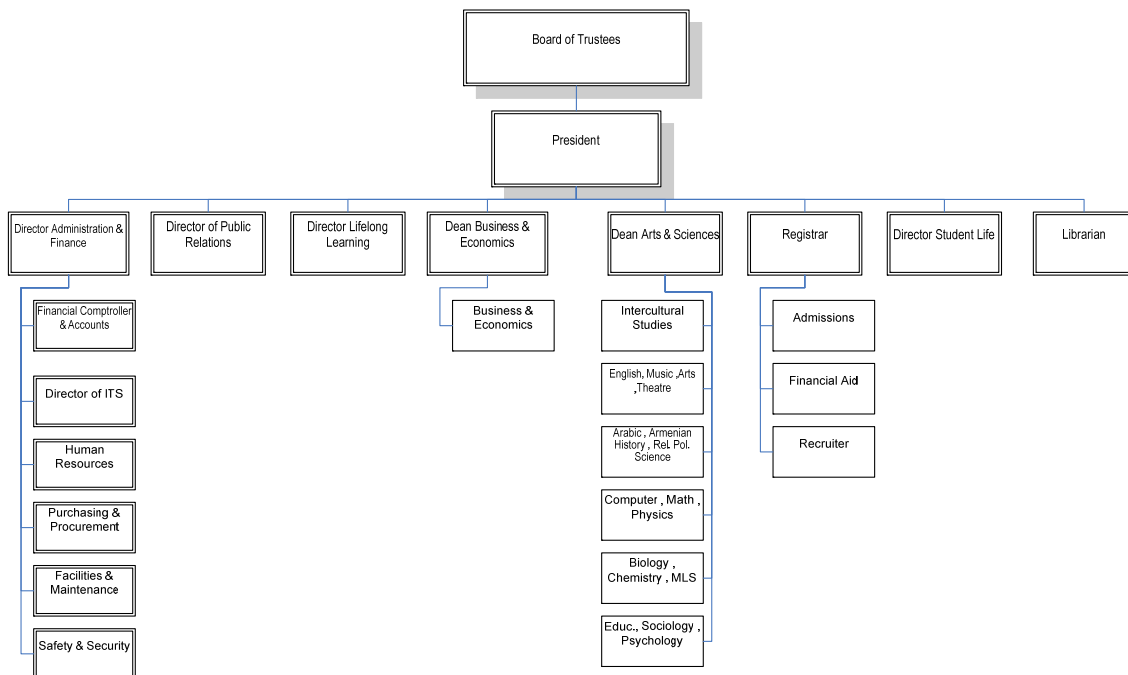 Board of Trustees
President
Director Administration &
Finance
Director of Public
Relations
Director Lifelong
Learning
Dean Business &
Economics
Dean Arts & Sciences
Registrar
Director Student Life
Librarian
Financial Comptroller
& Accounts
Director of ITS
Human
Resources
Purchasing &
Procurement
Facilities &
Maintenance
Safety & Security
Business &
Economics
Intercultural
Studies
English, Music ,Arts
,Theatre
Arabic , Armenian
History , Rel. Pol.
Science
Computer , Math ,
Physics
Biology ,
Chemistry , MLS
Educ., Sociology ,
Psychology
Admissions
Financial Aid
Recruiter